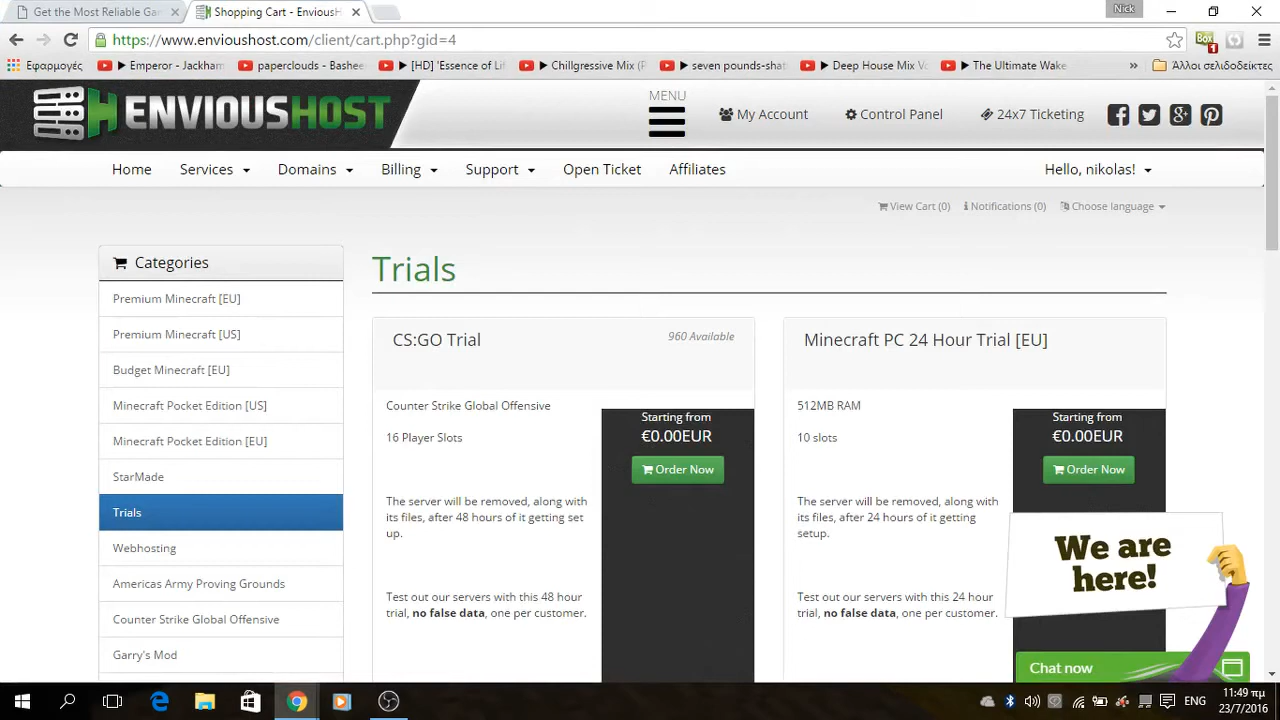 Get the Most Reliable Ga
Shopping Cart - EnviousH
Nick
https://www.envioushost.com/client/cart.php?gid=4
Box
1
Εφαρμογές
▶ Emperor - Jackham
paperclouds - Bashee
▶ [HD] 'Essence of Li
Chillgressive Mix (P
▶ seven pounds-shat
▶ Deep House Mix Vo
▶ The Ultimate Wake
»
Άλλοι σελιδοδείκτες
ENVIOUSHOST
MENU
My Account
Control Panel
24x7 Ticketing
Home
Services
Domains
Billing
Support
Open Ticket
Affiliates
Hello, nikolas!
View Cart (0)
Notifications (0)
Choose language
Categories
Premium Minecraft [EU]
Premium Minecraft [US]
Budget Minecraft [EU]
Minecraft Pocket Edition [US]
Minecraft Pocket Edition [EU]
StarMade
Trials
Webhosting
Americas Army Proving Grounds
Counter Strike Global Offensive
Garry's Mod
Trials
CS:GO Trial
960 Available
Counter Strike Global Offensive
16 Player Slots
The server will be removed, along with
its files, after 48 hours of it getting set
up.
Test out our servers with this 48 hour
trial, no false data, one per customer.
Starting from
€0.00EUR
Order Now
Minecraft PC 24 Hour Trial [EU]
512MB RAM
10 slots
The server will be removed, along with
its files, after 24 hours of it getting
setup.
Test out our servers with this 24 hour
trial, no false data, one per customer.
Starting from
€0.00EUR
Order Now
We are
here!
Chat now
ENG
11:49 πμ
23/7/2016